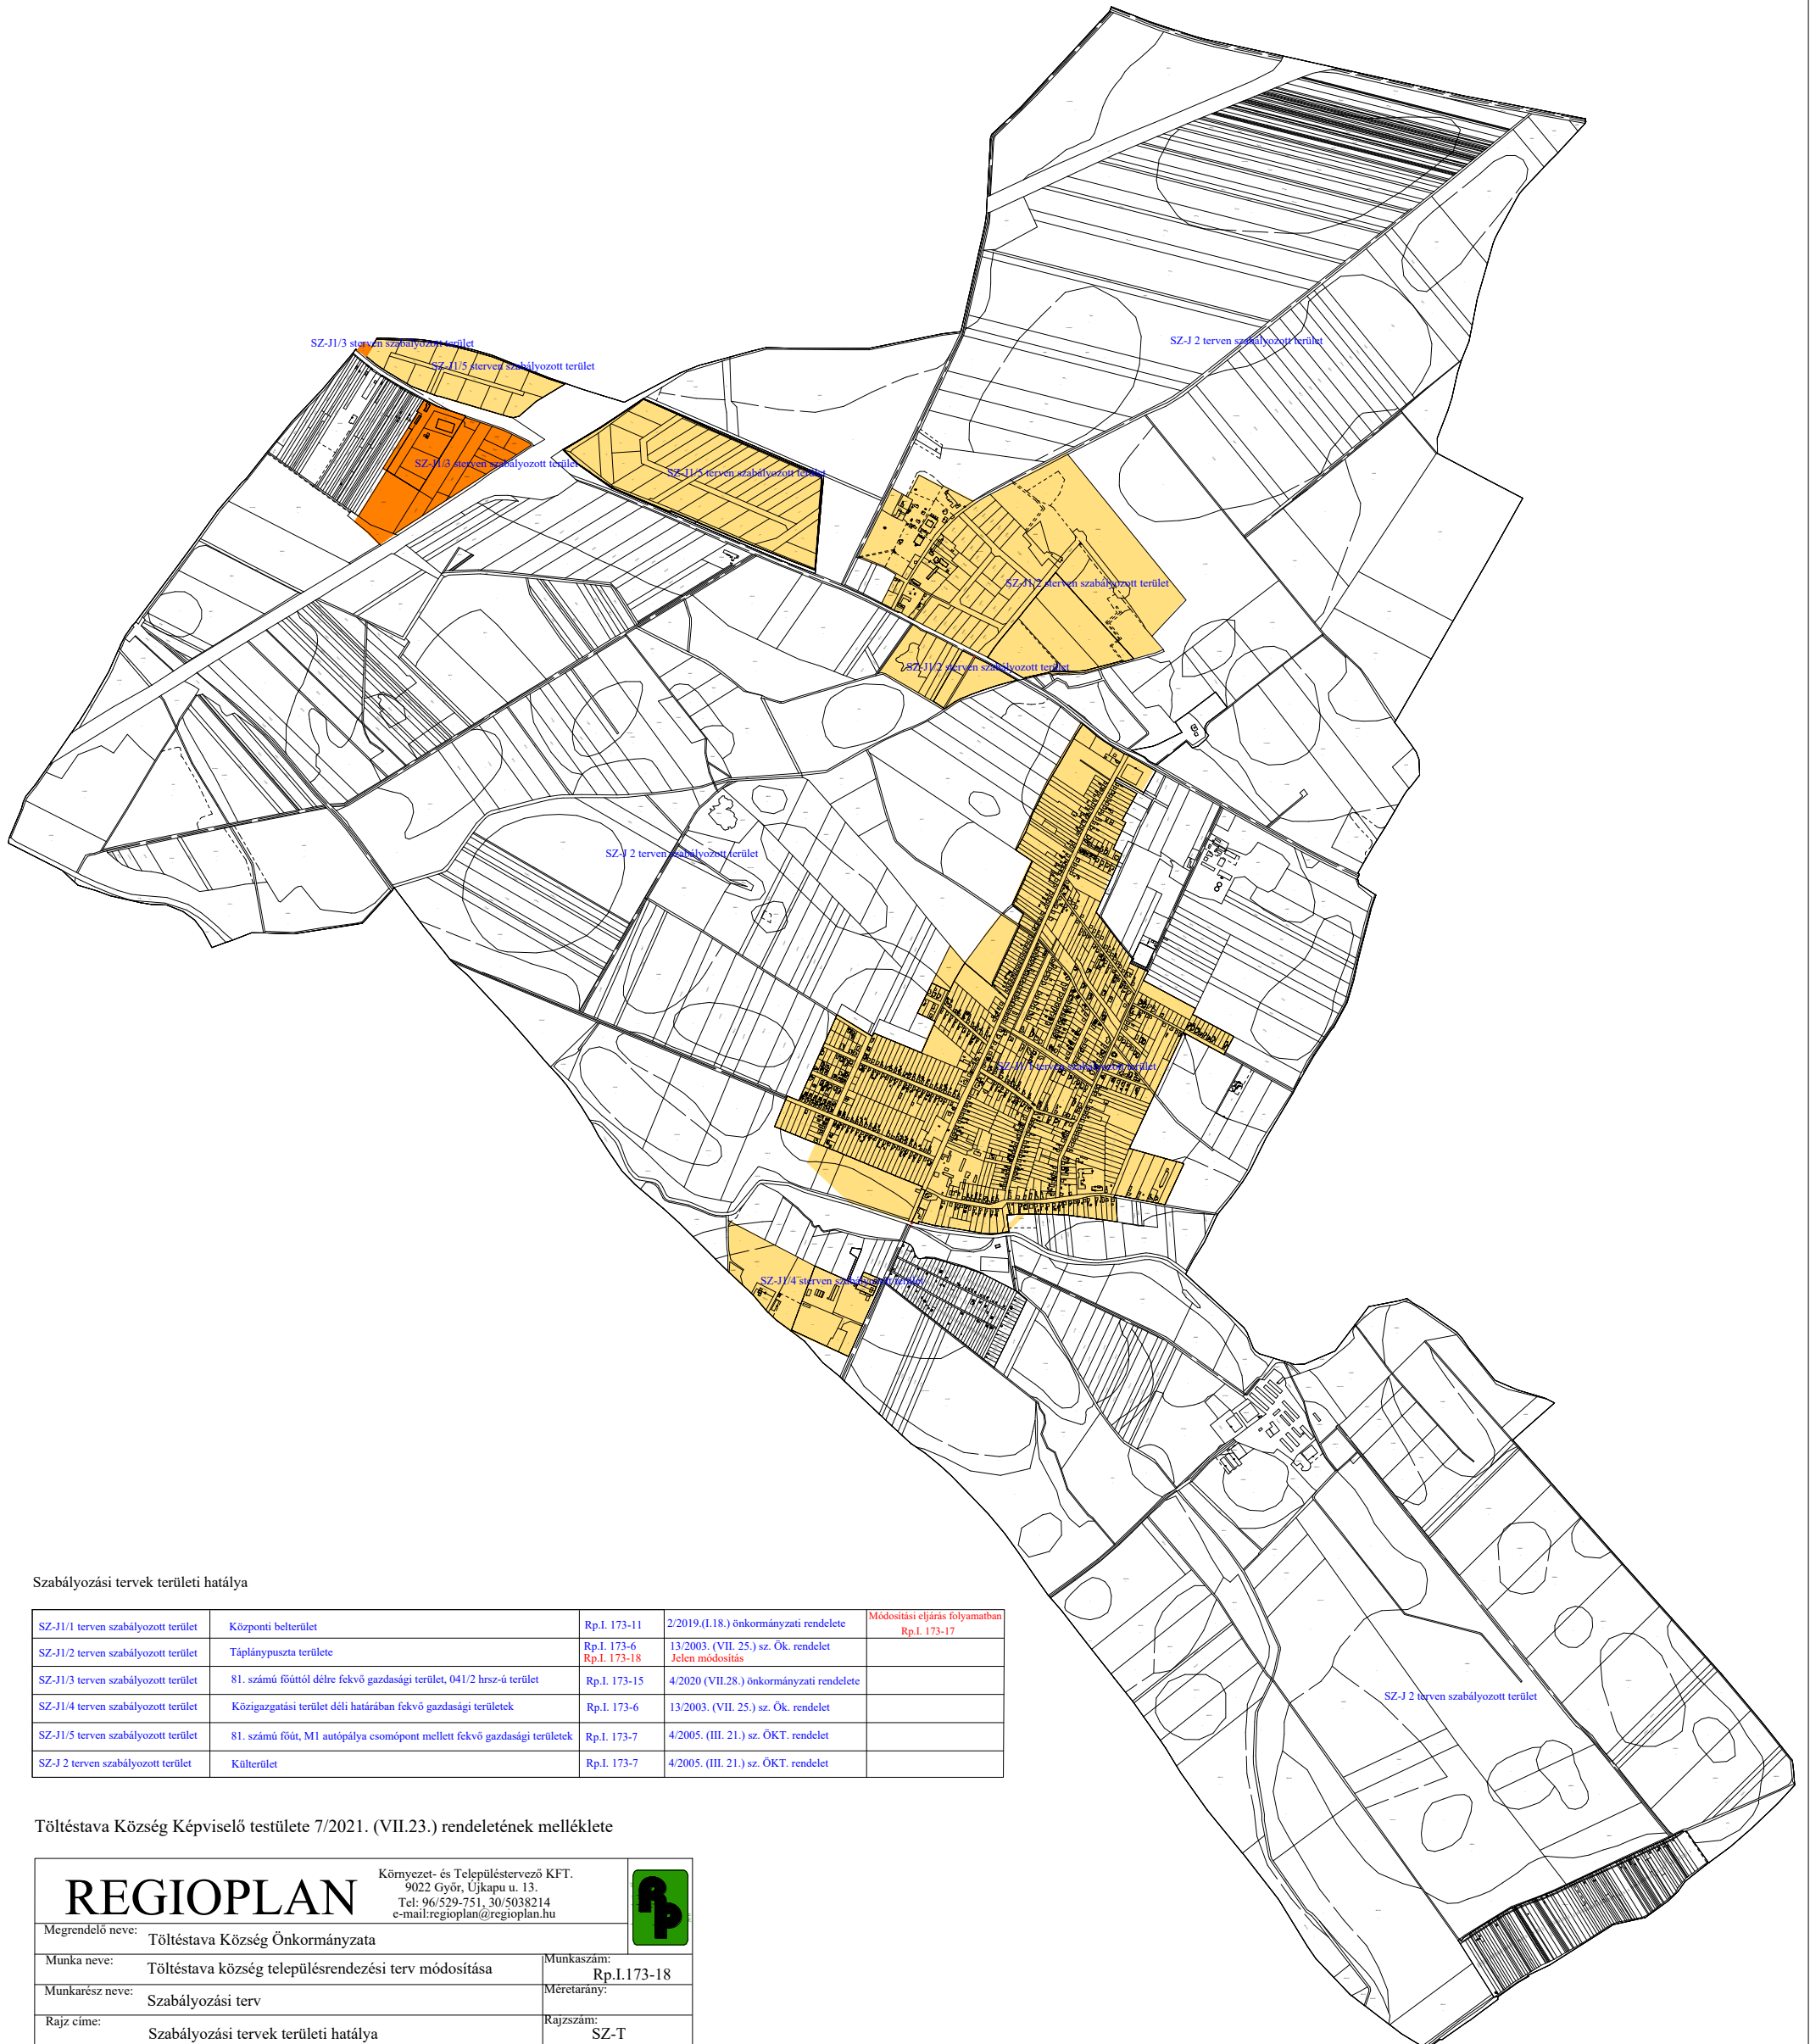 SZ-J1/3 sterven szabályozott terület
SZ-J 2 terven szabályozott terület
SZ-J1/5 sterven szabályozott terület
SZ-J1/3 sterven szabályozott terület
SZ-J1/5 terven szabályozott terület
SZ-J1/2 sterven szabályozott terület
SZ-J1/2 sterven szabályozott terület
SZ-J 2 terven szabályozott terület
SZ-J1/1 terven szabályozott terület
SZ-J1/4 sterven szabályozott terület
SZ-J 2 terven szabályozott terület
Szabályozási tervek területi hatálya
SZ-J1/1 terven szabályozott terület Központi belterület Rp.I. 173-11 2/2019.(I.18.) önkormányzati rendelete Módosítási eljárás folyamatban
Rp.I. 173-17
SZ-J1/2 terven szabályozott terület Táplánypuszta területe Rp.I. 173-6 13/2003. (VII. 25.) sz. Ök. rendelet
Rp.I. 173-18 Jelen módosítás
SZ-J1/3 terven szabályozott terület 81. számú főúttól délre fekvő gazdasági terület, 041/2 hrsz-ú terület Rp.I. 173-15 4/2020 (VII.28.) önkormányzati rendelete
SZ-J1/4 terven szabályozott terület Közigazgatási terület déli határában fekvő gazdasági területek Rp.I. 173-6 13/2003. (VII. 25.) sz. Ök. rendelet
SZ-J1/5 terven szabályozott terület 81. számú főút, M1 autópálya csomópont mellett fekvő gazdasági területek Rp.I. 173-7 4/2005. (III. 21.) sz. ÖKT. rendelet
SZ-J 2 terven szabályozott terület Külterület Rp.I. 173-7 4/2005. (III. 21.) sz. ÖKT. rendelet
Töltéstava Község Képviselő testülete 7/2021. (VII.23.) rendeletének melléklete
REGIOPLAN
Környezet- és Településtervező KFT.
9022 Győr, Újkapu u. 13.
Tel: 96/529-751, 30/5038214
e-mail:regioplan@regioplan.hu
Rp
Megrendelő neve: Töltéstava Község Önkormányzata
Munka neve: Töltéstava község településrendezési terv módosítása
Munkaszám: Rp.I.173-18
Munkarész neve: Szabályozási terv
Méretarány:
Rajz címe: Szabályozási tervek területi hatálya
Rajzszám: SZ-T